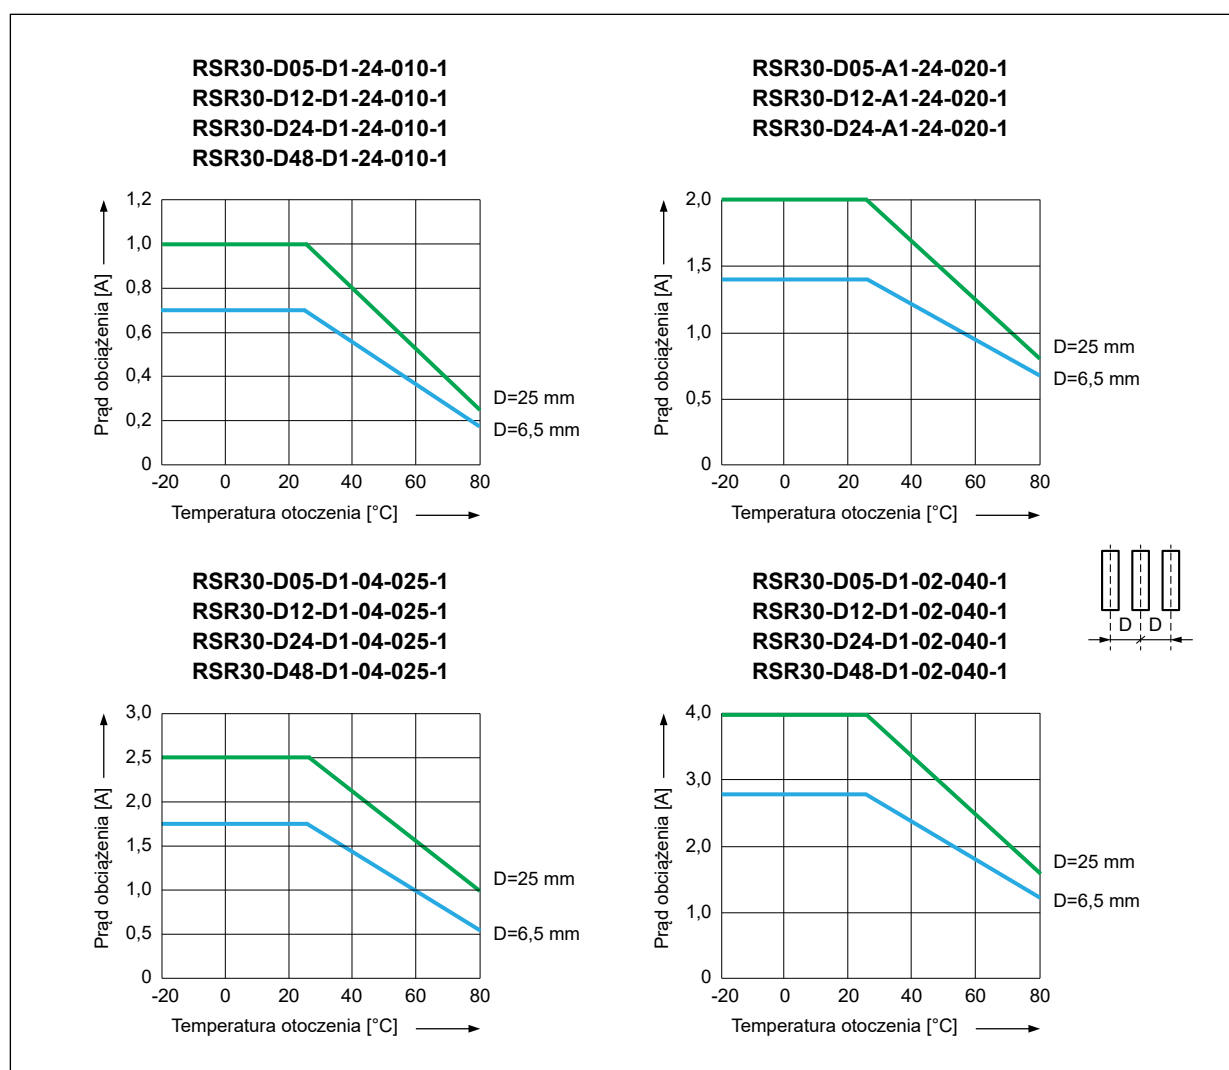 RSR30-D05-D1-24-010-1
RSR30-D12-D1-24-010-1
RSR30-D24-D1-24-010-1
RSR30-D48-D1-24-010-1
1,2
1,0
0,8
0,6
0,4
0,2
0
Prąd obciążenia [A]
D=25 mm
D=6,5 mm
-20 0 20 40 60 80
Temperatura otoczenia [°C]
RSR30-D05-A1-24-020-1
RSR30-D12-A1-24-020-1
RSR30-D24-A1-24-020-1
2,0
1,5
1,0
0,5
0
Prąd obciążenia [A]
D=25 mm
D=6,5 mm
-20 0 20 40 60 80
Temperatura otoczenia [°C]
RSR30-D05-D1-04-025-1
RSR30-D12-D1-04-025-1
RSR30-D24-D1-04-025-1
RSR30-D48-D1-04-025-1
3,0
2,5
2,0
1,5
1,0
0,5
0
Prąd obciążenia [A]
D=25 mm
D=6,5 mm
-20 0 20 40 60 80
Temperatura otoczenia [°C]
RSR30-D05-D1-02-040-1
RSR30-D12-D1-02-040-1
RSR30-D24-D1-02-040-1
RSR30-D48-D1-02-040-1
4,0
3,0
2,0
1,0
0
Prąd obciążenia [A]
D=25 mm
D=6,5 mm
-20 0 20 40 60 80
Temperatura otoczenia [°C]
D D